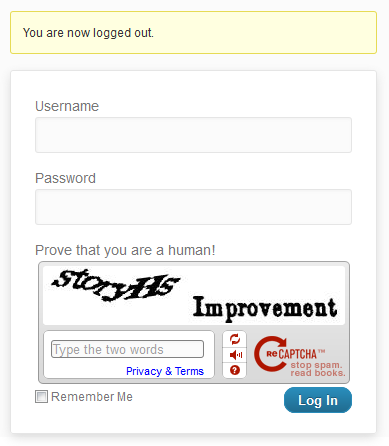 You are now logged out.
Username
Password
Prove that you are a human!
Improvement
Type the two words
Privacy & Terms
reCAPTCHA™
stop spam.
read books.
Remember Me
Log In